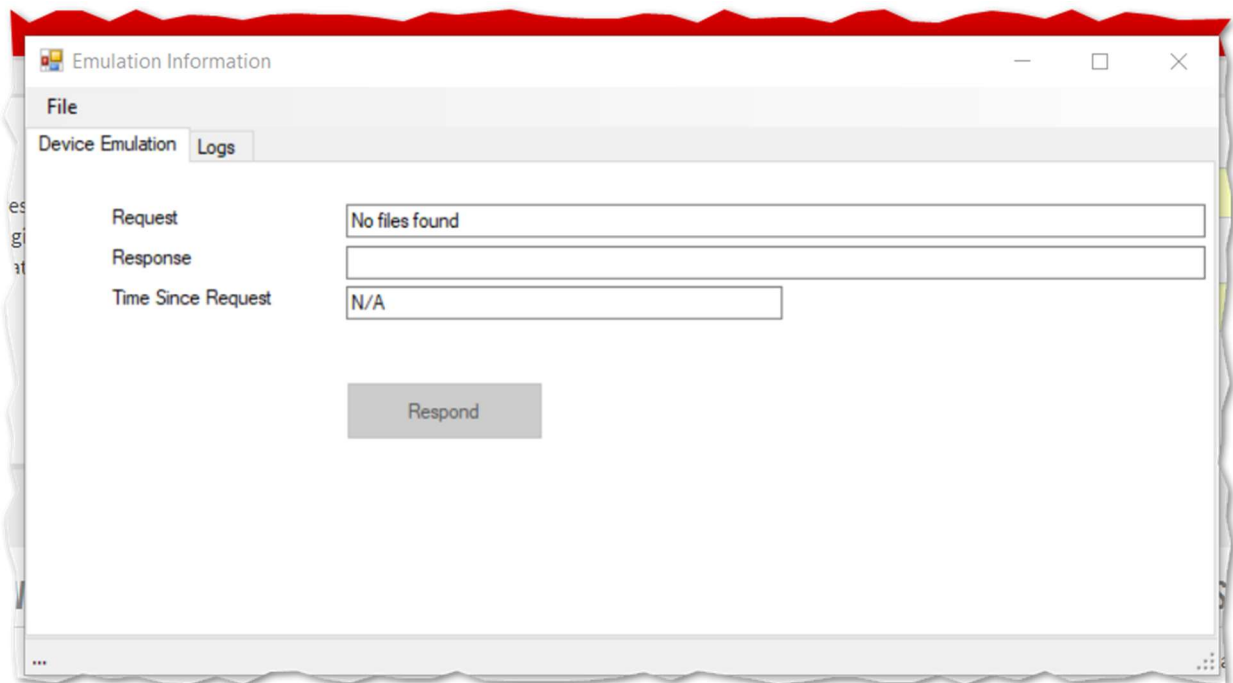 Emulation Information
File
Device Emulation Logs
Request No files found
Response
Time Since Request N/A
Respond
...